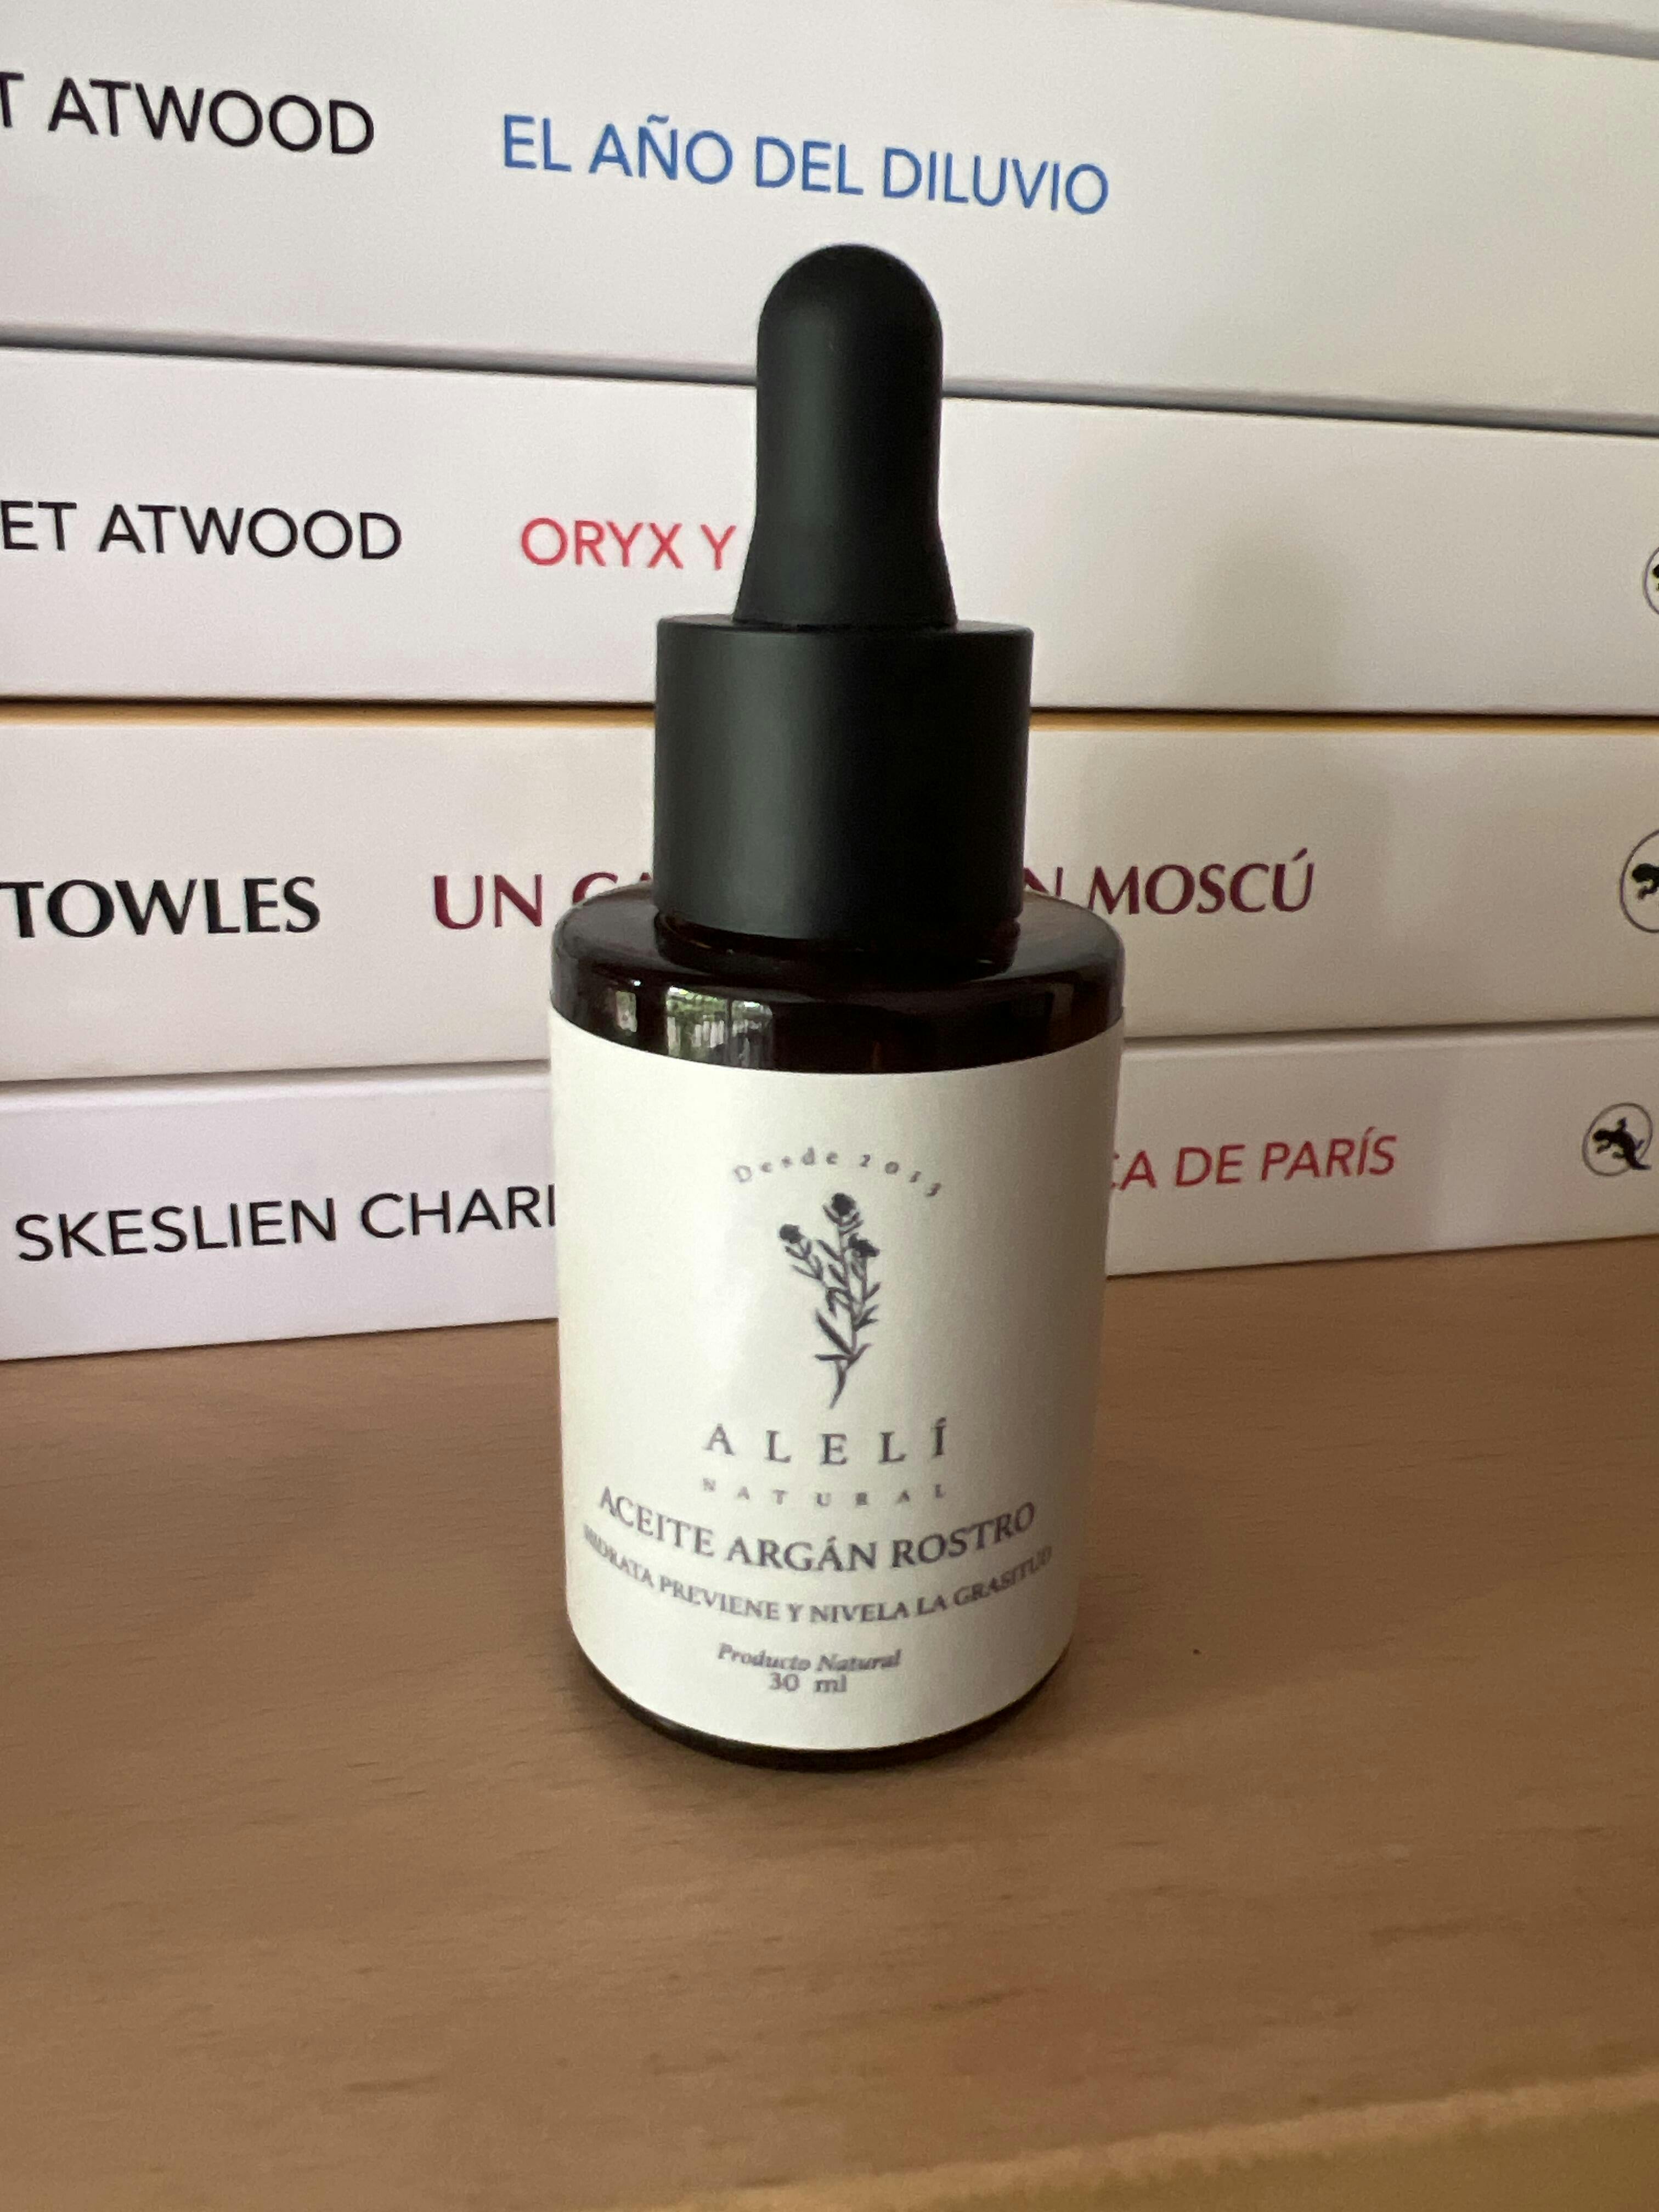 T ATWOOD EL AÑO DEL DILUVIO
ET ATWOOD ORYX Y
TOWLES UN N MOSCÚ
SKESLIEN CHAR CA DE PARÍS
Desde 2013
ALELÍ
NATURAL
ACEITE ARGÁN ROSTRO
HIDRATA PREVIENE Y NIVELA LA GRASITUD
Producto Natural
30 ml